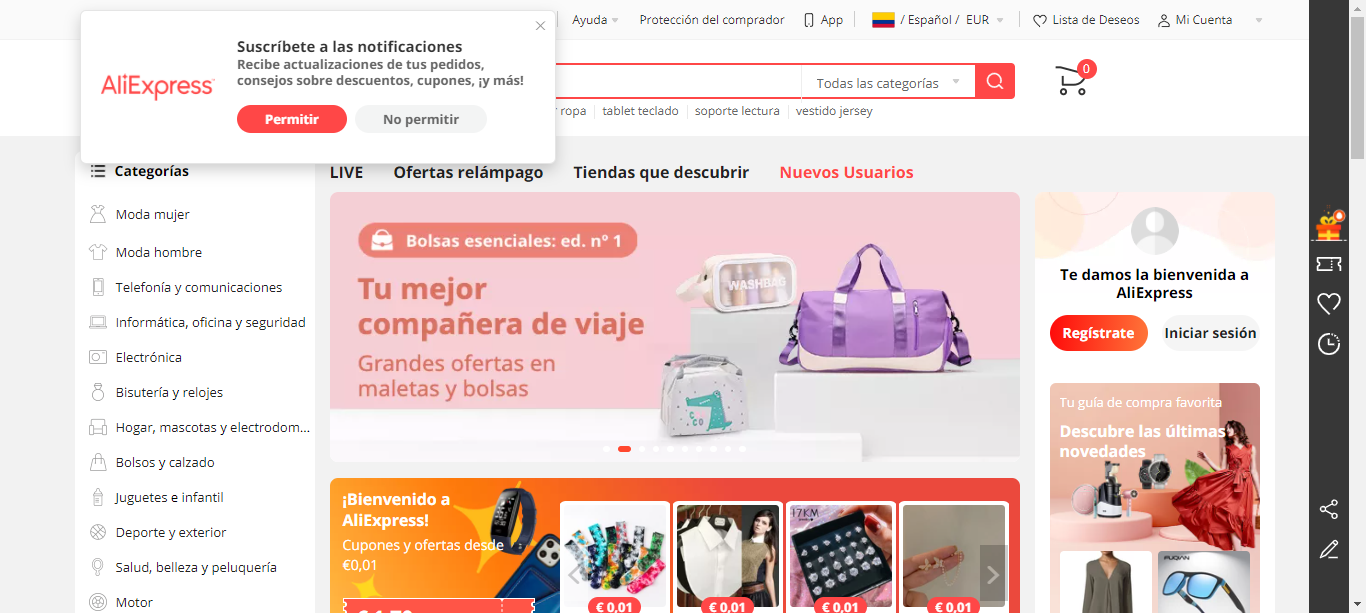 Ayuda
Protección del comprador
App
/ Español / EUR
Lista de Deseos
Mi Cuenta
AliExpress
Suscríbete a las notificaciones
Recibe actualizaciones de tus pedidos,
consejos sobre descuentos, cupones, ¡y más!
Permitir
No permitir
Todas las categorías
0
ropa
tablet teclado
soporte lectura
vestido jersey
Categorías
LIVE
Ofertas relámpago
Tiendas que descubrir
Nuevos Usuarios
Moda mujer
Moda hombre
Telefonía y comunicaciones
Informática, oficina y seguridad
Electrónica
Bisutería y relojes
Hogar, mascotas y electrodom...
Bolsos y calzado
Juguetes e infantil
Deporte y exterior
Salud, belleza y peluquería
Motor
Bolsas esenciales: ed. nº 1
Tu mejor
compañera de viaje
Grandes ofertas en
maletas y bolsas
WASHBAG
Te damos la bienvenida a
AliExpress
Regístrate
Iniciar sesión
Tu guía de compra favorita
Descubre las últimas
novedades
¡Bienvenido a
AliExpress!
Cupones y ofertas desde
€0,01
17KM
€ 0,01
€ 0,01
€ 0,01
€ 0,01
FUQIAN